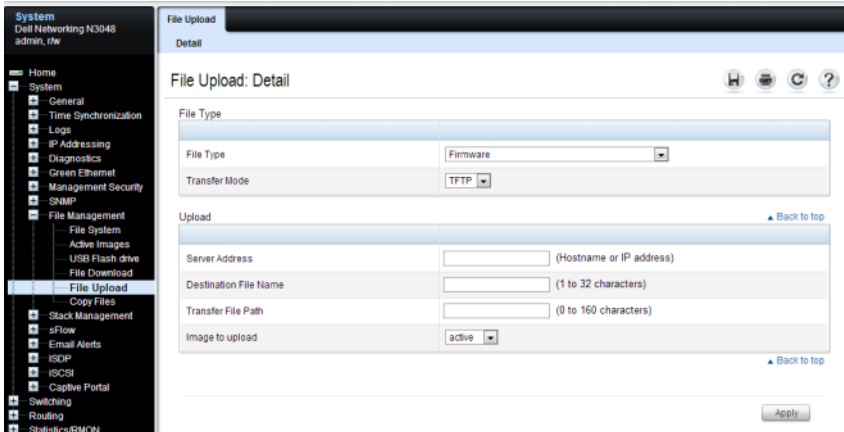 System
Dell Networking N3048
admin, r/w
Home
System
General
Time Synchronization
Logs
IP Addressing
Diagnostics
Green Ethernet
Management Security
SNMP
File Management
File System
Active Images
USB Flash drive
File Download
File Upload
Copy Files
Stack Management
sFlow
Email Alerts
ISDP
iSCSI
Captive Portal
Switching
Routing
Statistics/RMON
File Upload
Detail
File Upload: Detail
?
File Type
File Type Firmware
Transfer Mode TFTP
Upload Back to top
Server Address (Hostname or IP address)
Destination File Name (1 to 32 characters)
Transfer File Path (0 to 160 characters)
Image to upload active
Back to top
Apply